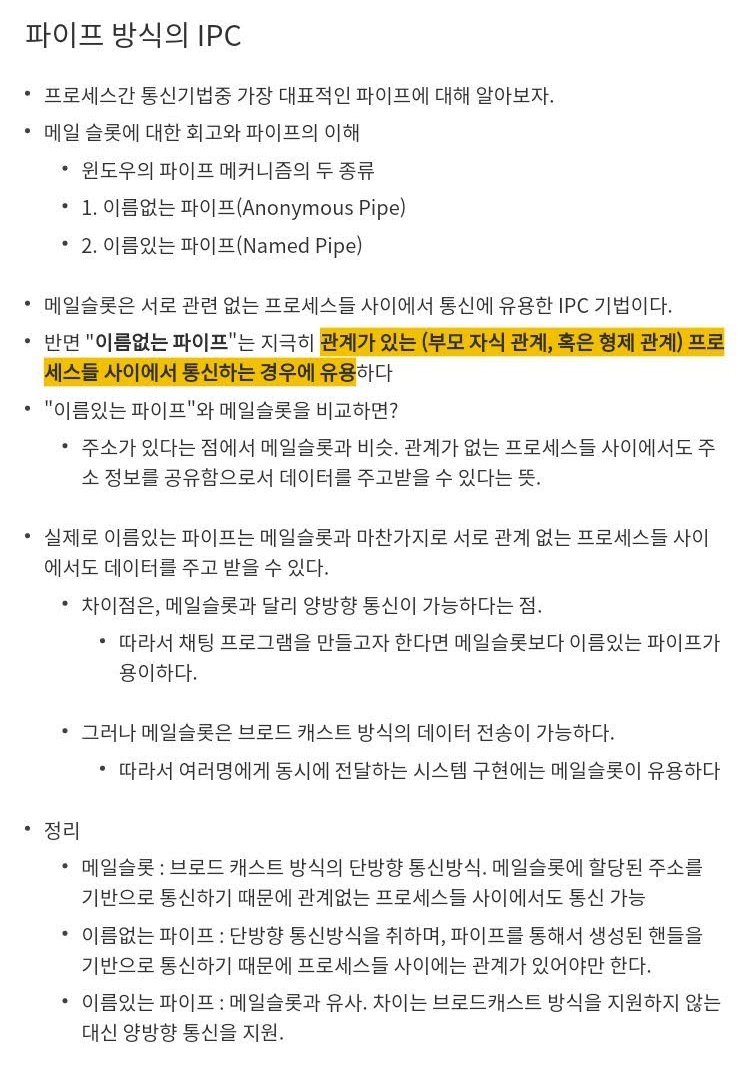 파이프 방식의 IPC
• 프로세스간 통신기법중 가장 대표적인 파이프에 대해 알아보자.
• 메일 슬롯에 대한 회고와 파이프의 이해
• 윈도우의 파이프 메커니즘의 두 종류
• 1. 이름없는 파이프(Anonymous Pipe)
• 2. 이름있는 파이프(Named Pipe)
• 메일슬롯은 서로 관련 없는 프로세스들 사이에서 통신에 유용한 IPC 기법이다.
• 반면 "이름없는 파이프"는 지극히 관계가 있는 (부모 자식 관계, 혹은 형제 관계) 프로
세스들 사이에서 통신하는 경우에 유용하다
• "이름있는 파이프"와 메일슬롯을 비교하면?
• 주소가 있다는 점에서 메일슬롯과 비슷. 관계가 없는 프로세스들 사이에서도 주
소 정보를 공유함으로서 데이터를 주고받을 수 있다는 뜻.
• 실제로 이름있는 파이프는 메일슬롯과 마찬가지로 서로 관계 없는 프로세스들 사이
에서도 데이터를 주고 받을 수 있다.
• 차이점은, 메일슬롯과 달리 양방향 통신이 가능하다는 점.
• 따라서 채팅 프로그램을 만들고자 한다면 메일슬롯보다 이름있는 파이프가
용이하다.
• 그러나 메일슬롯은 브로드 캐스트 방식의 데이터 전송이 가능하다.
• 따라서 여러명에게 동시에 전달하는 시스템 구현에는 메일슬롯이 유용하다
• 정리
• 메일슬롯 : 브로드 캐스트 방식의 단방향 통신방식. 메일슬롯에 할당된 주소를
기반으로 통신하기 때문에 관계없는 프로세스들 사이에서도 통신 가능
• 이름없는 파이프 : 단방향 통신방식을 취하며, 파이프를 통해서 생성된 핸들을
기반으로 통신하기 때문에 프로세스들 사이에는 관계가 있어야만 한다.
• 이름있는 파이프 : 메일슬롯과 유사. 차이는 브로드캐스트 방식을 지원하지 않는
대신 양방향 통신을 지원.